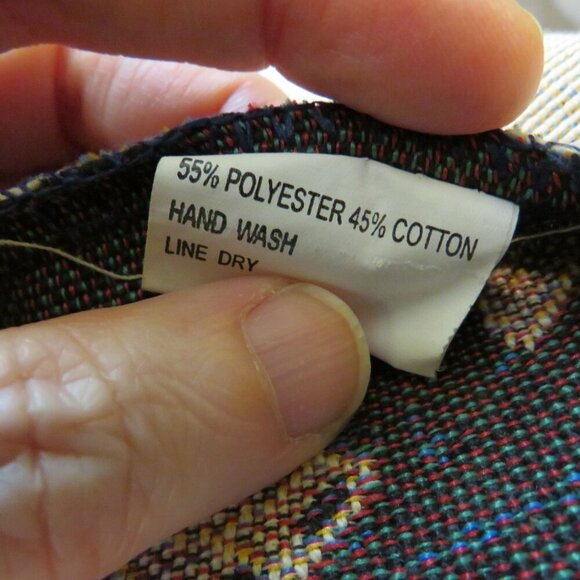 55% POLYESTER 45% COTTON
HAND WASH
LINE DRY